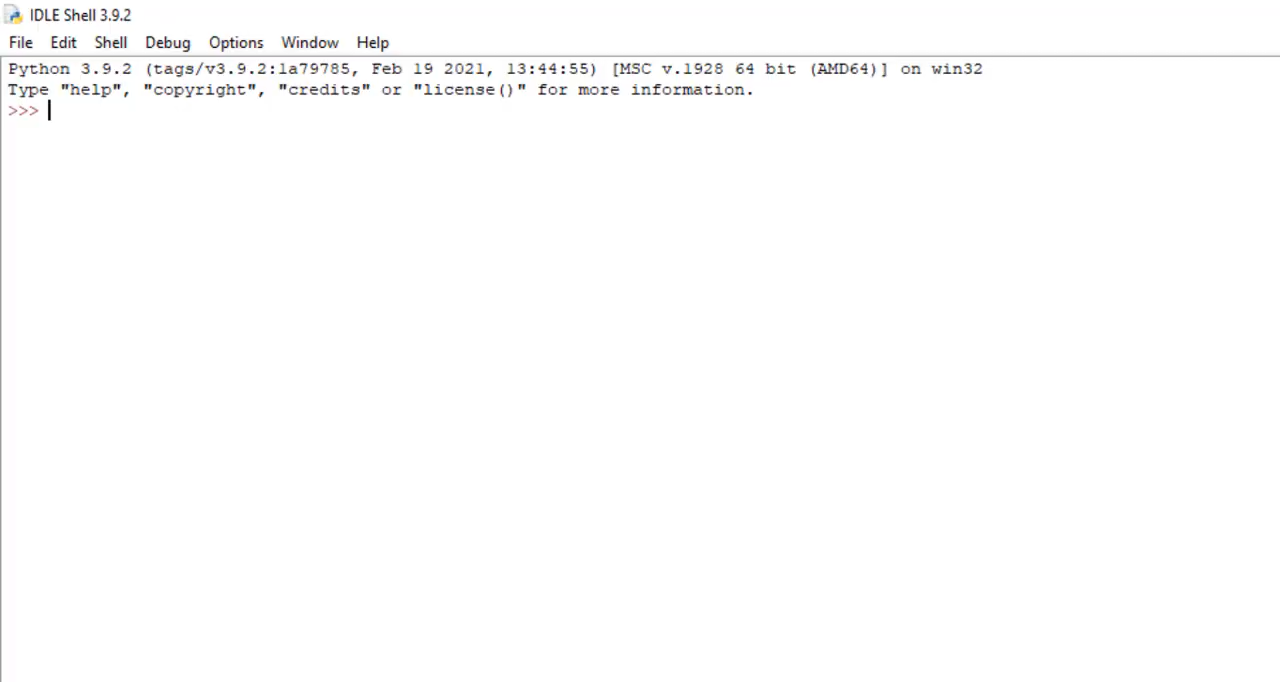 IDLE Shell 3.9.2
File Edit Shell Debug Options Window Help
Python 3.9.2 (tags/v3.9.2:1a79785, Feb 19 2021, 13:44:55) [MSC v.1928 64 bit (AMD64)] on win32
Type "help", "copyright", "credits" or "license()" for more information.
>>>